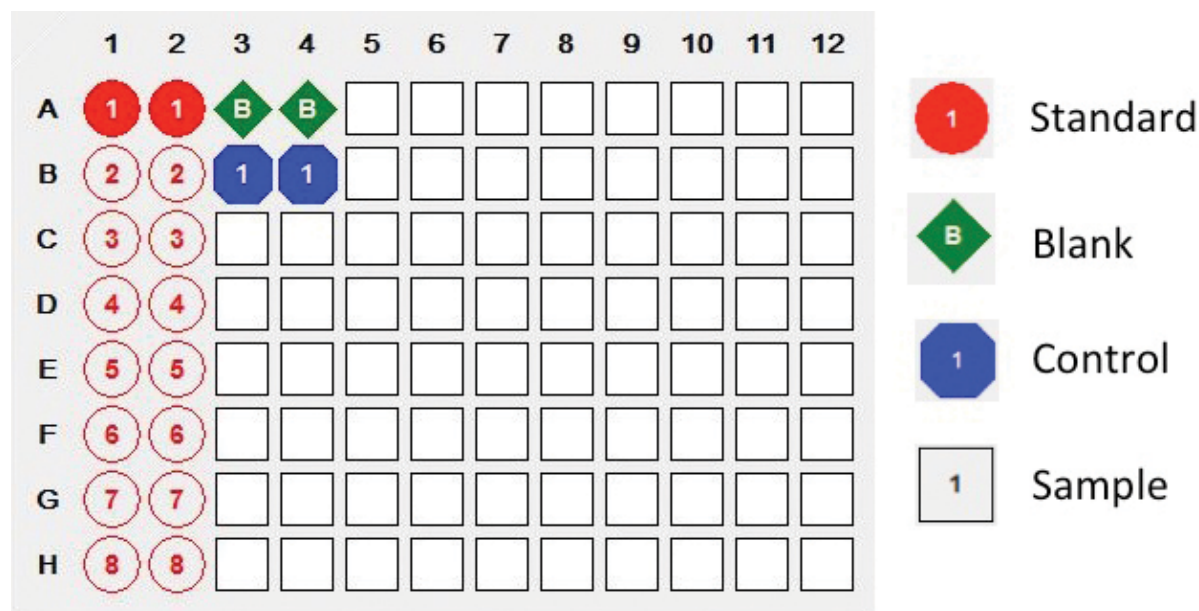 1 2 3 4 5 6 7 8 9 10 11 12
A 1 1 B B
B 2 2 1 1
C 3 3
D 4 4
E 5 5
F 6 6
G 7 7
H 8 8
1 Standard
B Blank
1 Control
1 Sample